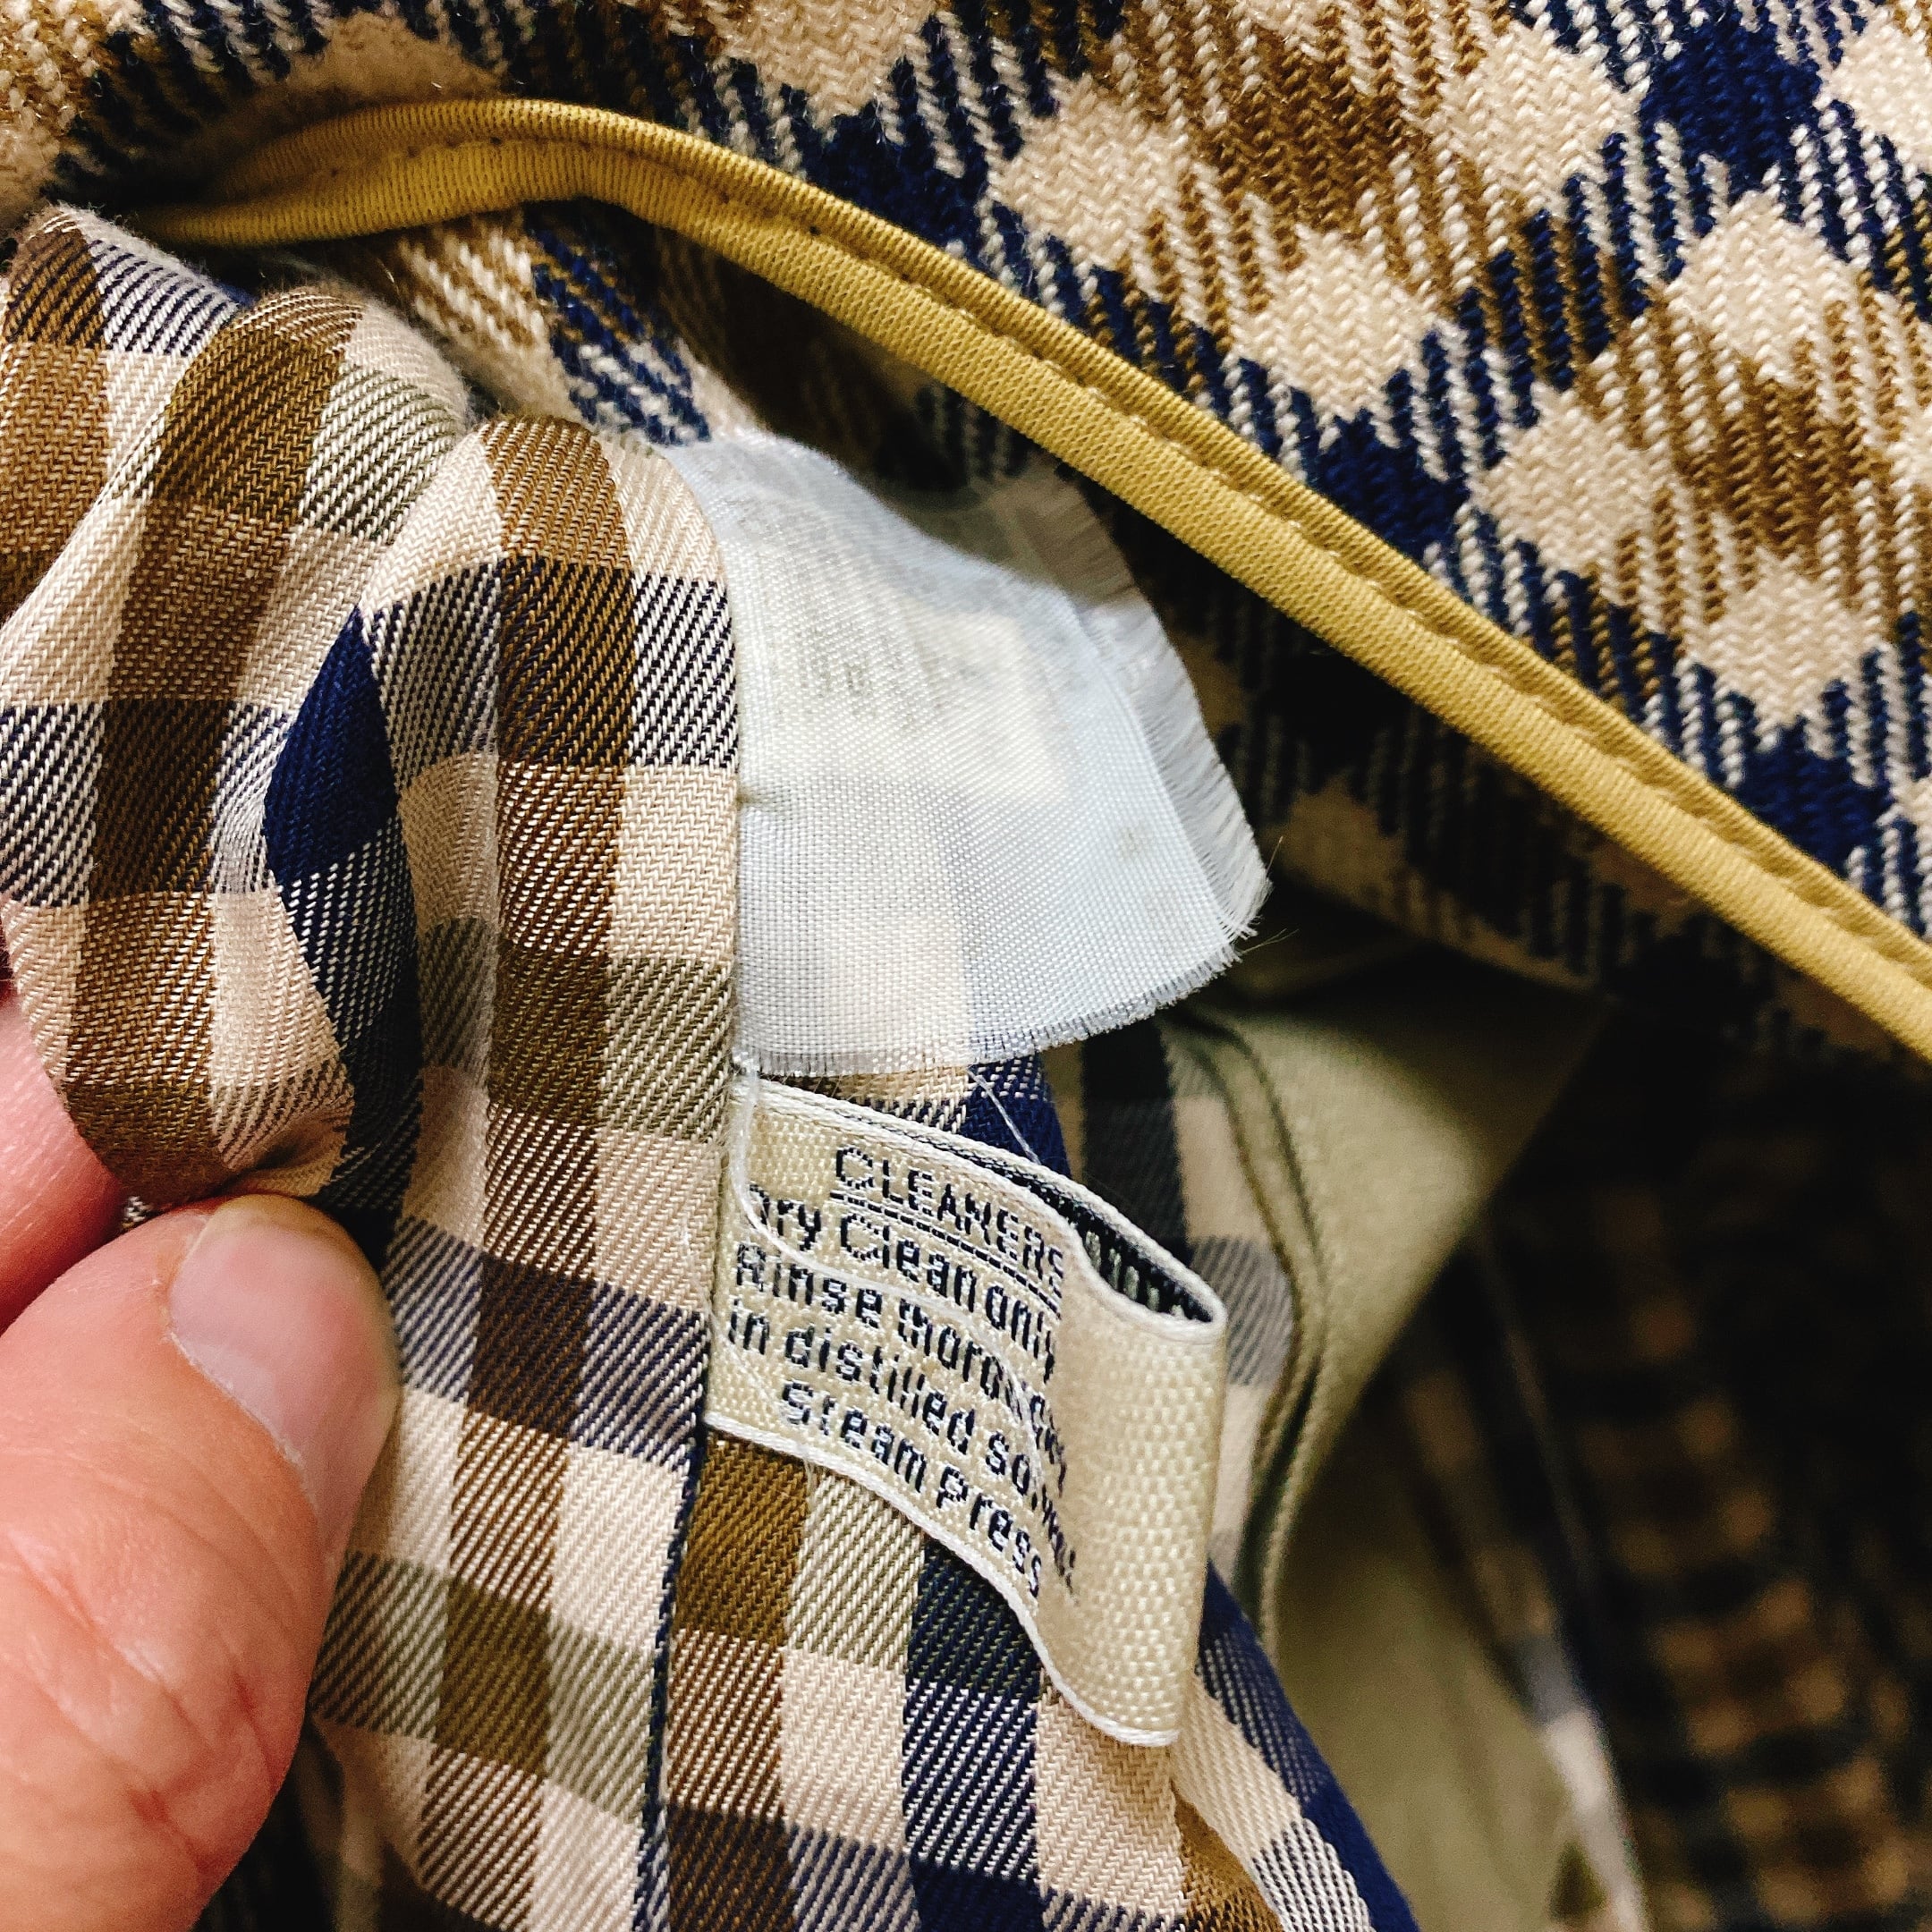 CLEANERS
Dry Clean only
Rinse thoroughly
in distilled solvent
Steam press